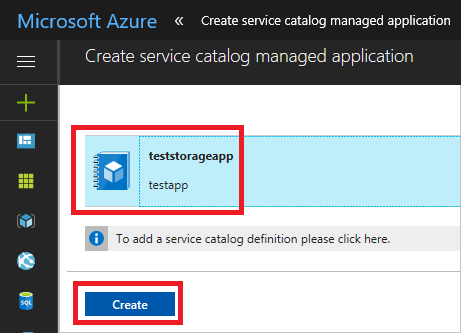 Microsoft Azure « Create service catalog managed application
Create service catalog managed application
teststorageapp
testapp
To add a service catalog definition please click here.
Create
SQL